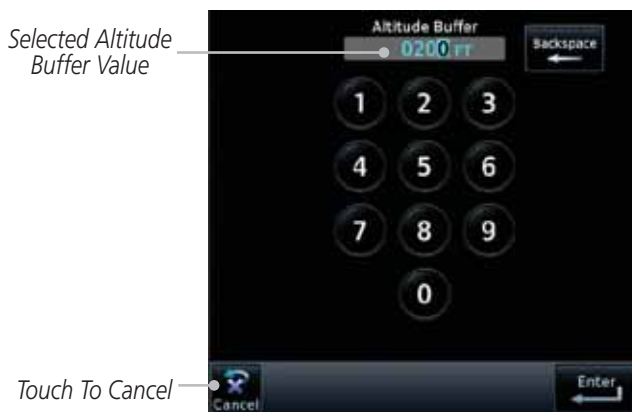 Altitude Buffer
Selected Altitude
Buffer Value
0200 FT
Backspace
1 2 3
4 5 6
7 8 9
0
Touch To Cancel
Cancel
Enter